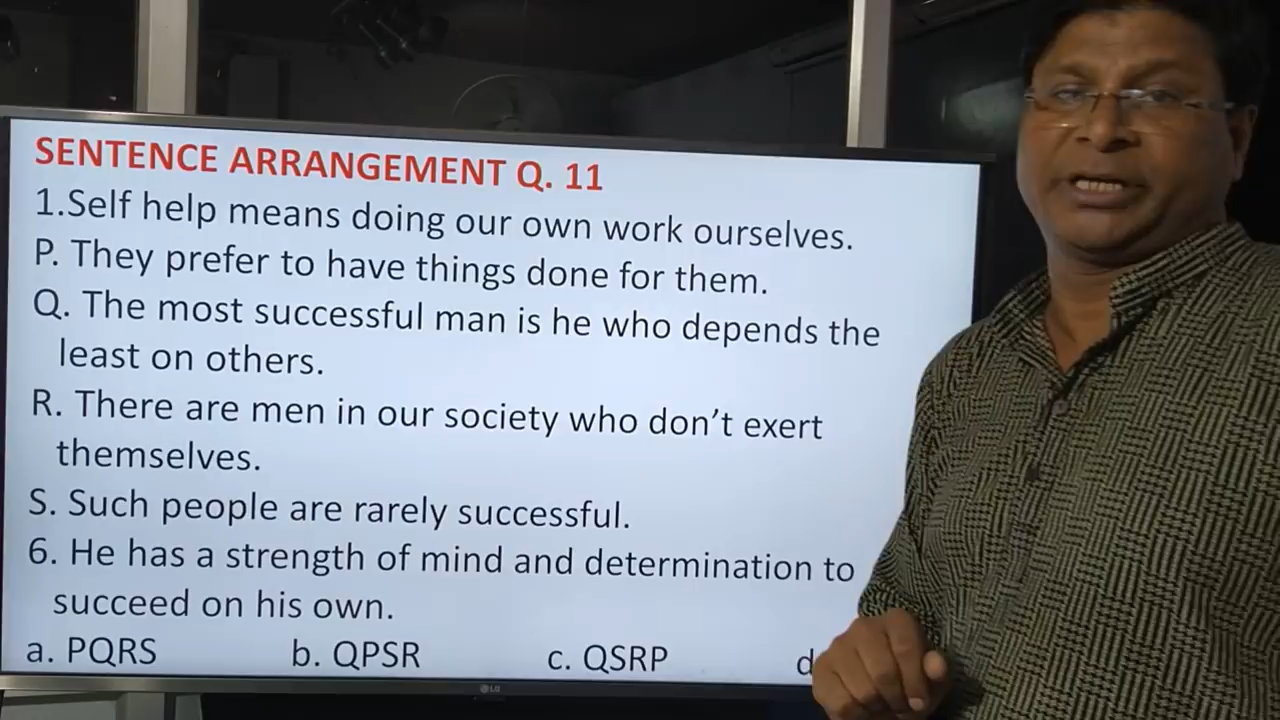 SENTENCE ARRANGEMENT Q. 11
1.Self help means doing our own work ourselves.
P. They prefer to have things done for them.
Q. The most successful man is he who depends the
least on others.
R. There are men in our society who don't exert
themselves.
S. Such people are rarely successful.
6. He has a strength of mind and determination to
succeed on his own.
a. PQRS b. QPSR c. QSRP d
LG